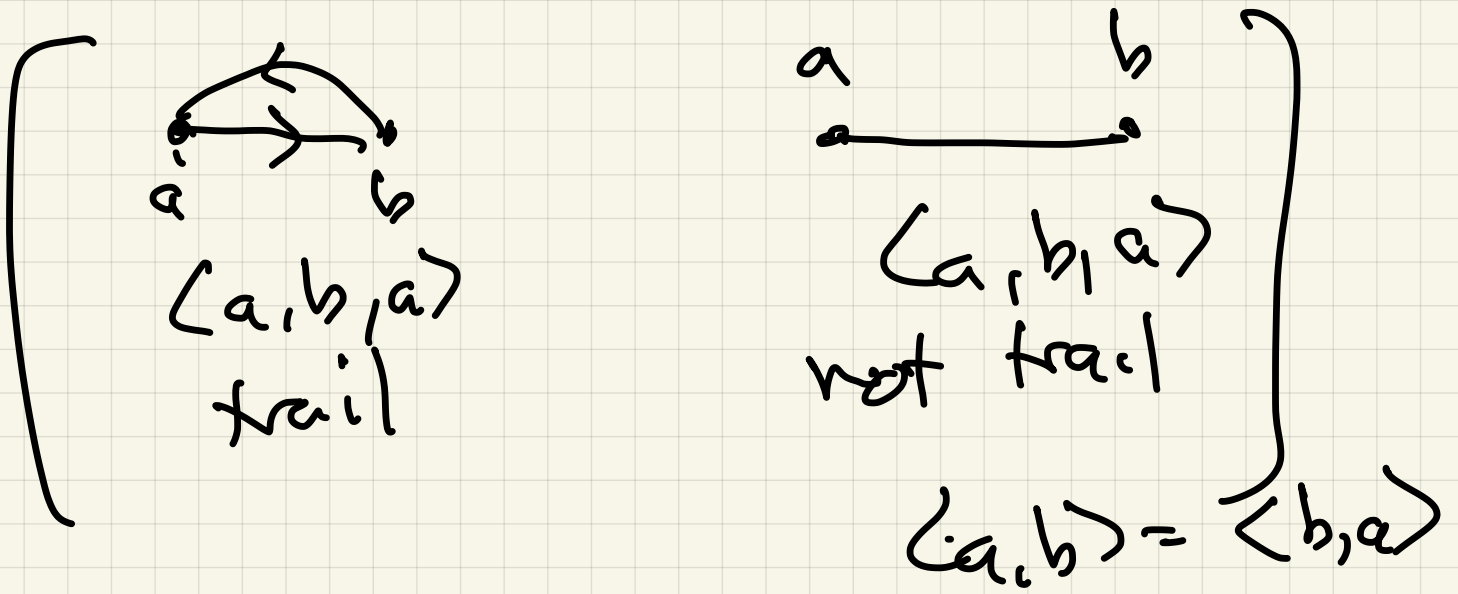 a b
a b
⟨a, b, a⟩
trail
⟨a, b, a⟩
not trail
⟨a, b⟩ = ⟨b, a⟩